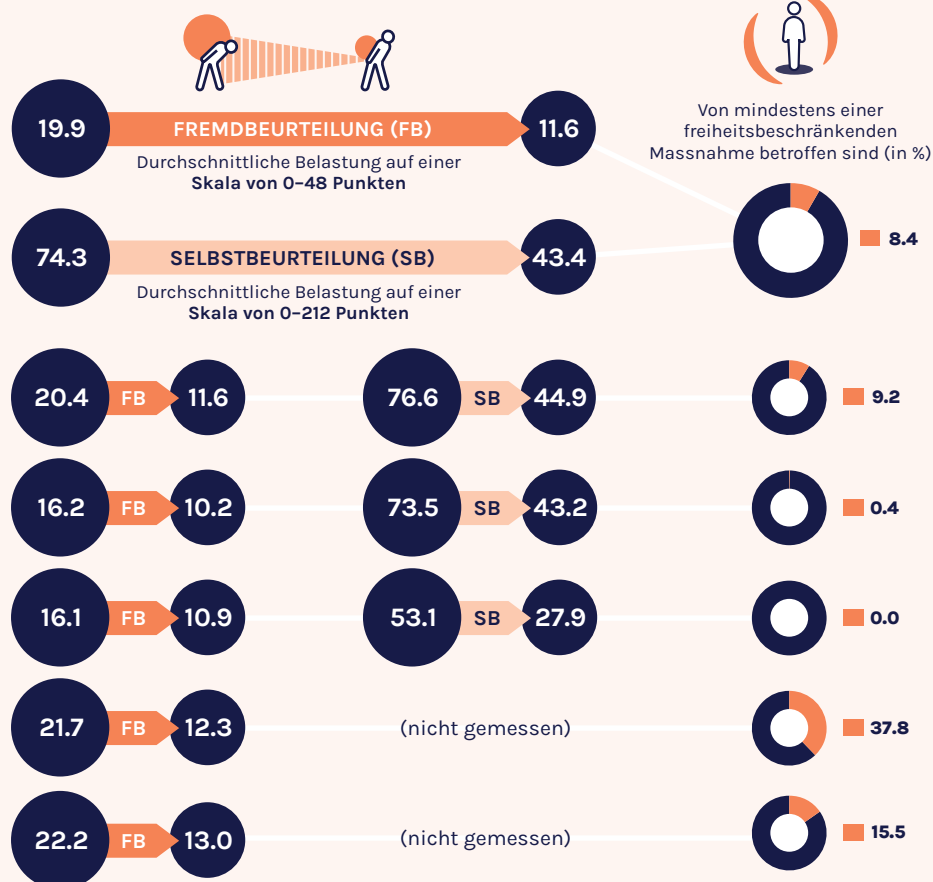 Von mindestens einer
freiheitsbeschränkenden
Massnahme betroffen sind (in %)
19.9 FREMDBEURTEILUNG (FB) 11.6
Durchschnittliche Belastung auf einer
Skala von 0–48 Punkten
8.4
74.3 SELBSTBEURTEILUNG (SB) 43.4
Durchschnittliche Belastung auf einer
Skala von 0–212 Punkten
20.4 FB 11.6 76.6 SB 44.9 9.2
16.2 FB 10.2 73.5 SB 43.2 0.4
16.1 FB 10.9 53.1 SB 27.9 0.0
21.7 FB 12.3 (nicht gemessen) 37.8
22.2 FB 13.0 (nicht gemessen) 15.5